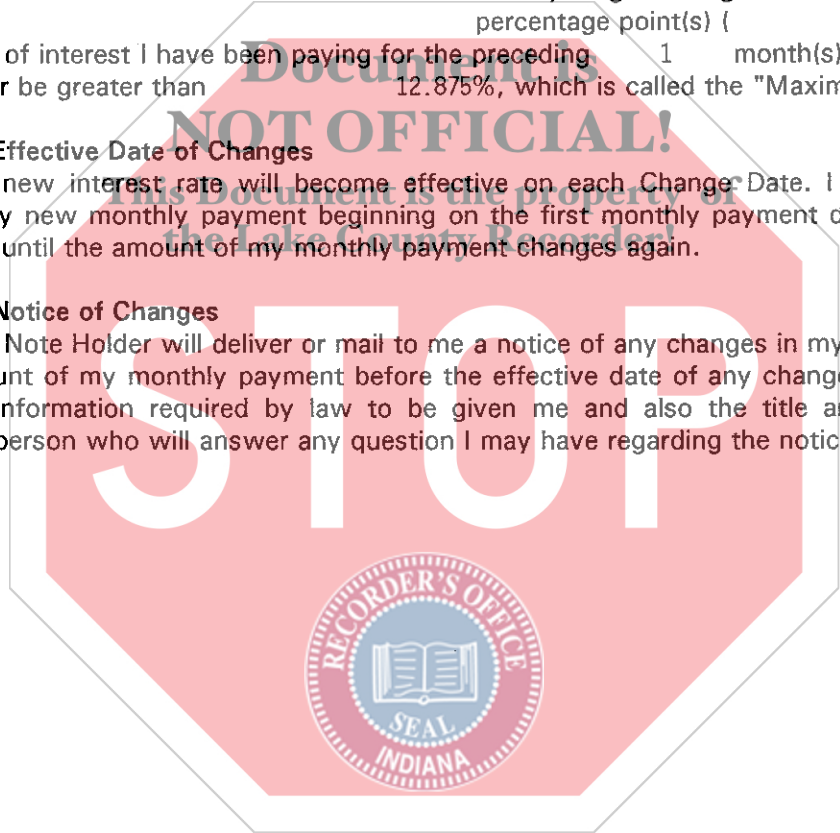 percentage point(s) (
of interest I have been paying for the preceding 1 month(s)
r be greater than 12.875%, which is called the "Maxim
Document is
NOT OFFICIAL!
This Document is the property of
the Lake County Recorder!
Effective Date of Changes
new interest rate will become effective on each Change Date. I
y new monthly payment beginning on the first monthly payment d
until the amount of my monthly payment changes again.
Notice of Changes
Note Holder will deliver or mail to me a notice of any changes in my
unt of my monthly payment before the effective date of any change
nformation required by law to be given me and also the title a
person who will answer any question I may have regarding the notic
STOP
RECORDER'S OFFICE
SEAL
INDIANA